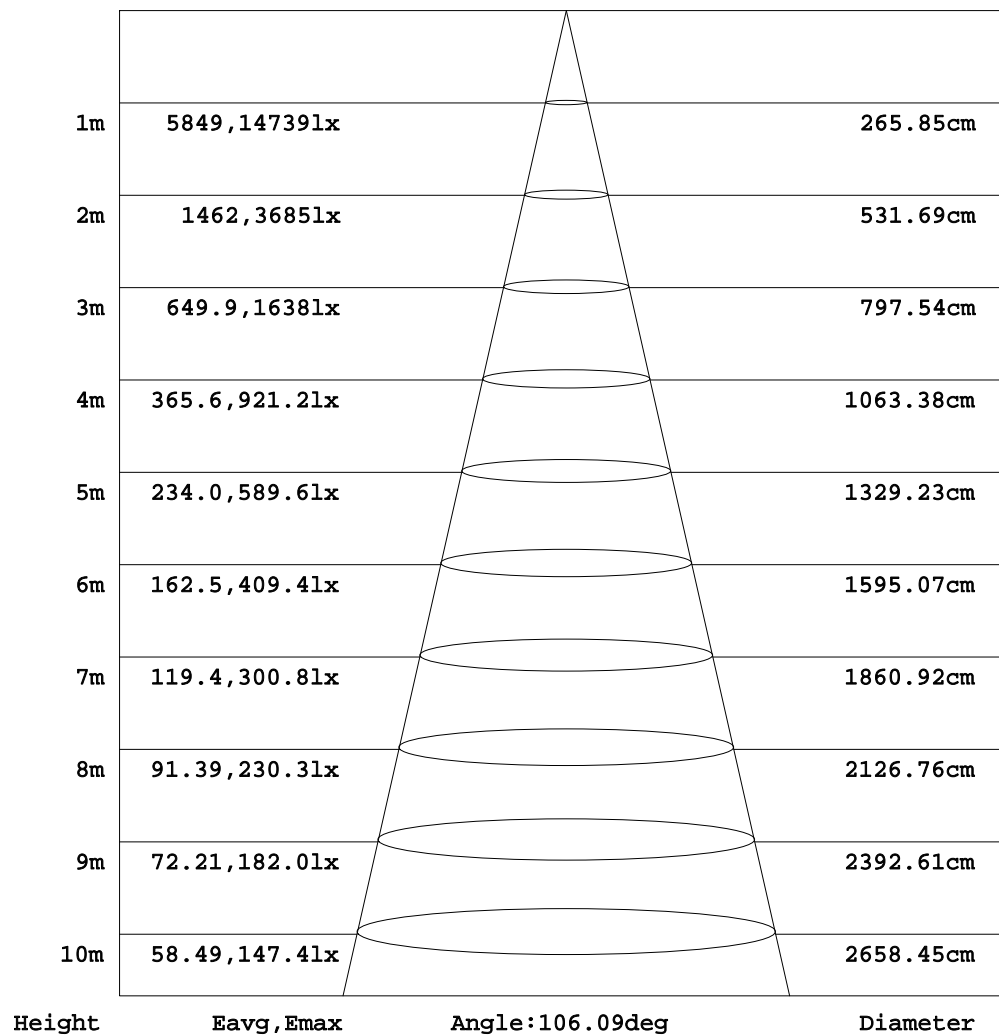 1m 5849,14739lx 265.85cm
2m 1462,3685lx 531.69cm
3m 649.9,1638lx 797.54cm
4m 365.6,921.2lx 1063.38cm
5m 234.0,589.6lx 1329.23cm
6m 162.5,409.4lx 1595.07cm
7m 119.4,300.8lx 1860.92cm
8m 91.39,230.3lx 2126.76cm
9m 72.21,182.0lx 2392.61cm
10m 58.49,147.4lx 2658.45cm
Height Eavg,Emax Angle:106.09deg Diameter